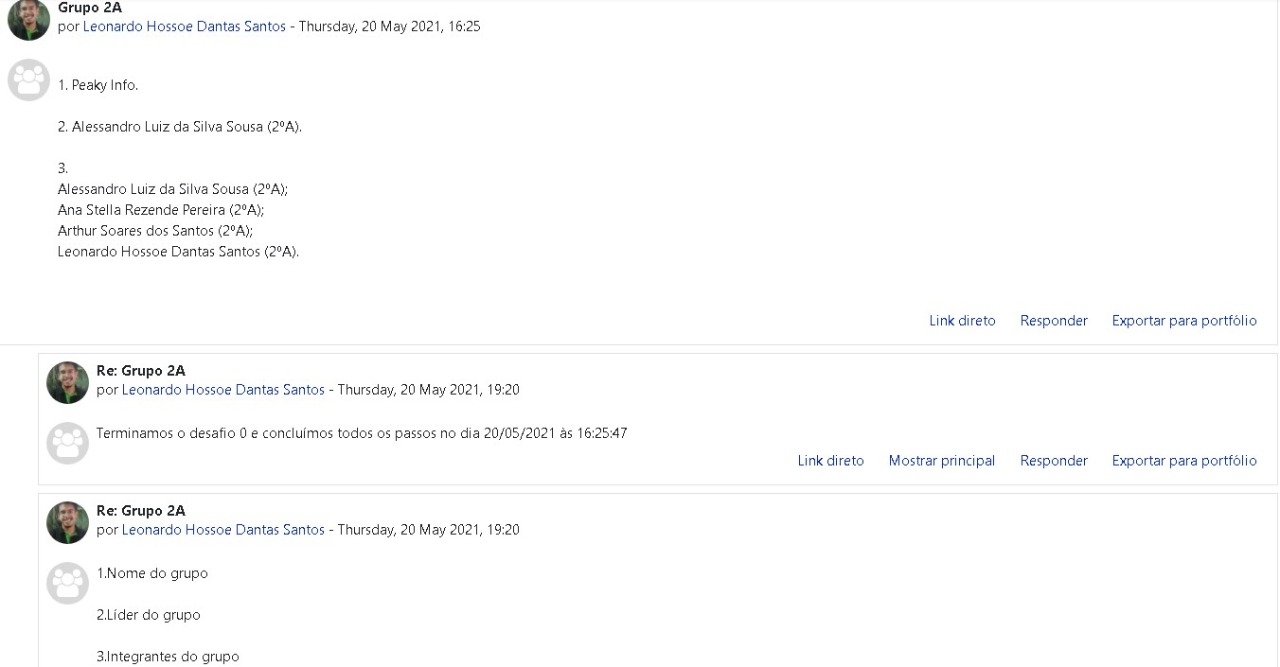 Grupo 2A
por Leonardo Hossoe Dantas Santos - Thursday, 20 May 2021, 16:25
1. Peaky Info.
2. Alessandro Luiz da Silva Sousa (2ºA).
3.
Alessandro Luiz da Silva Sousa (2ºA);
Ana Stella Rezende Pereira (2ºA);
Arthur Soares dos Santos (2ºA);
Leonardo Hossoe Dantas Santos (2ºA).
Link direto Responder Exportar para portfólio
Re: Grupo 2A
por Leonardo Hossoe Dantas Santos - Thursday, 20 May 2021, 19:20
Terminamos o desafio 0 e concluímos todos os passos no dia 20/05/2021 às 16:25:47
Link direto Mostrar principal Responder Exportar para portfólio
Re: Grupo 2A
por Leonardo Hossoe Dantas Santos - Thursday, 20 May 2021, 19:20
1.Nome do grupo
2.Líder do grupo
3.Integrantes do grupo